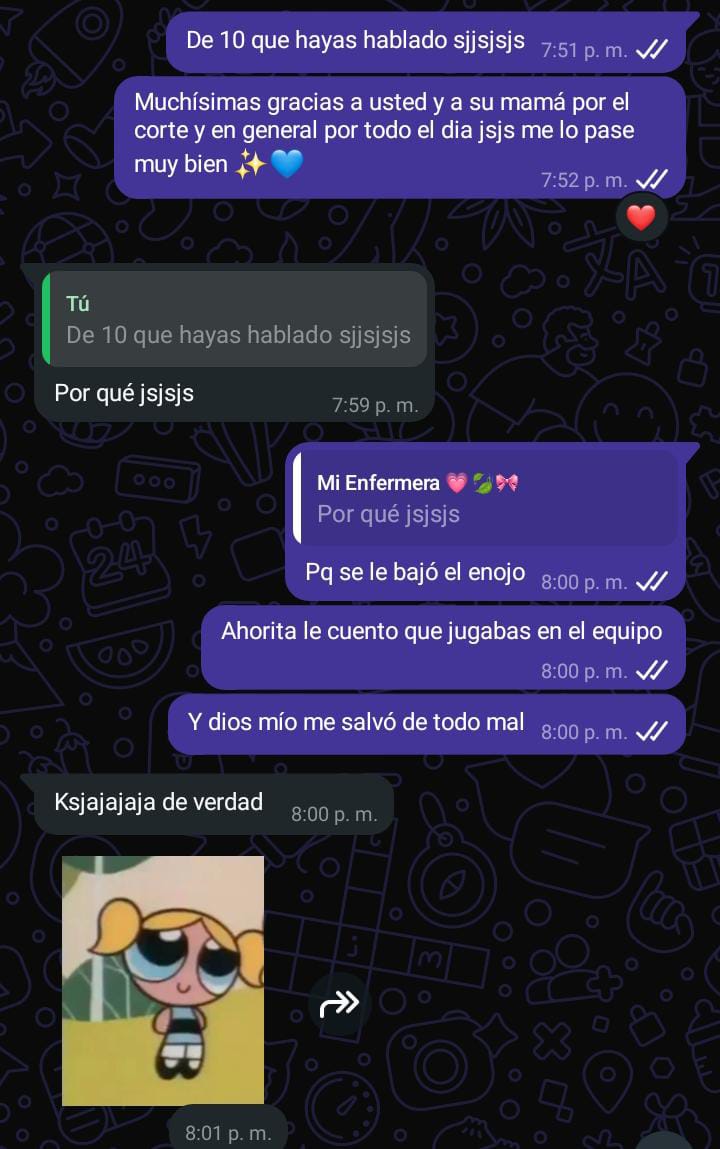 De 10 que hayas hablado sjjsjsjs 7:51 p. m.
Muchísimas gracias a usted y a su mamá por el
corte y en general por todo el dia jsjs me lo pase
muy bien ✨💙
7:52 p. m.
❤️
Tú
De 10 que hayas hablado sjjsjsjs
Por qué jsjsjs
7:59 p. m.
Mi Enfermera 💗🍃🎀
Por qué jsjsjs
Pq se le bajó el enojo 8:00 p. m.
Ahorita le cuento que jugabas en el equipo
8:00 p. m.
Y dios mío me salvó de todo mal 8:00 p. m.
Ksjajajaja de verdad 8:00 p. m.
8:01 p. m.